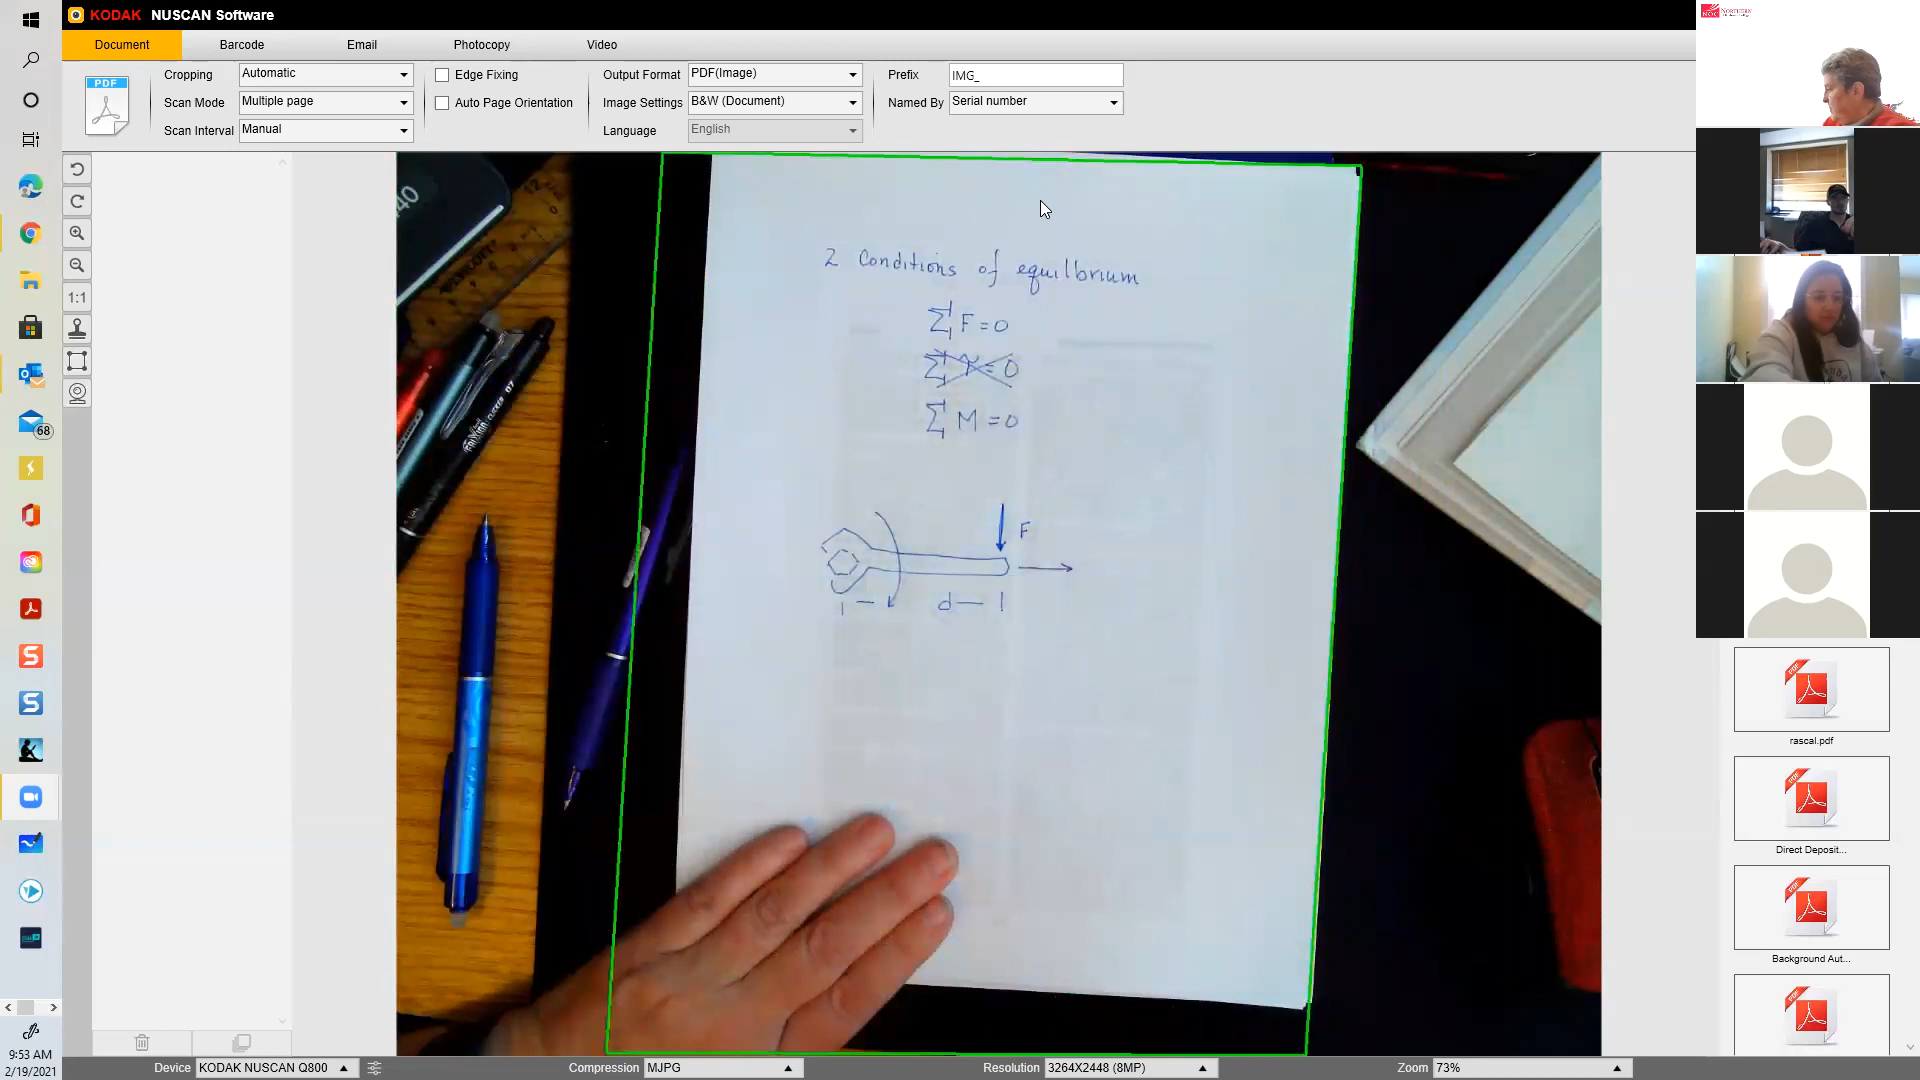 KODAK NUSCAN Software
Document Barcode Email Photocopy Video
PDF
Cropping Automatic
Scan Mode Multiple page
Scan Interval Manual
Edge Fixing
Auto Page Orientation
Output Format PDF(Image)
Image Settings B&W (Document)
Language English
Prefix IMG_
Named By Serial number
1:1
2 Conditions of equilbrium
∑ F = 0
∑ M = 0
F
d
68
rascal.pdf
Direct Deposit...
Background Aut...
9:53 AM
2/19/2021
Device KODAK NUSCAN Q800
Compression MJPG
Resolution 3264X2448 (8MP)
Zoom 73%